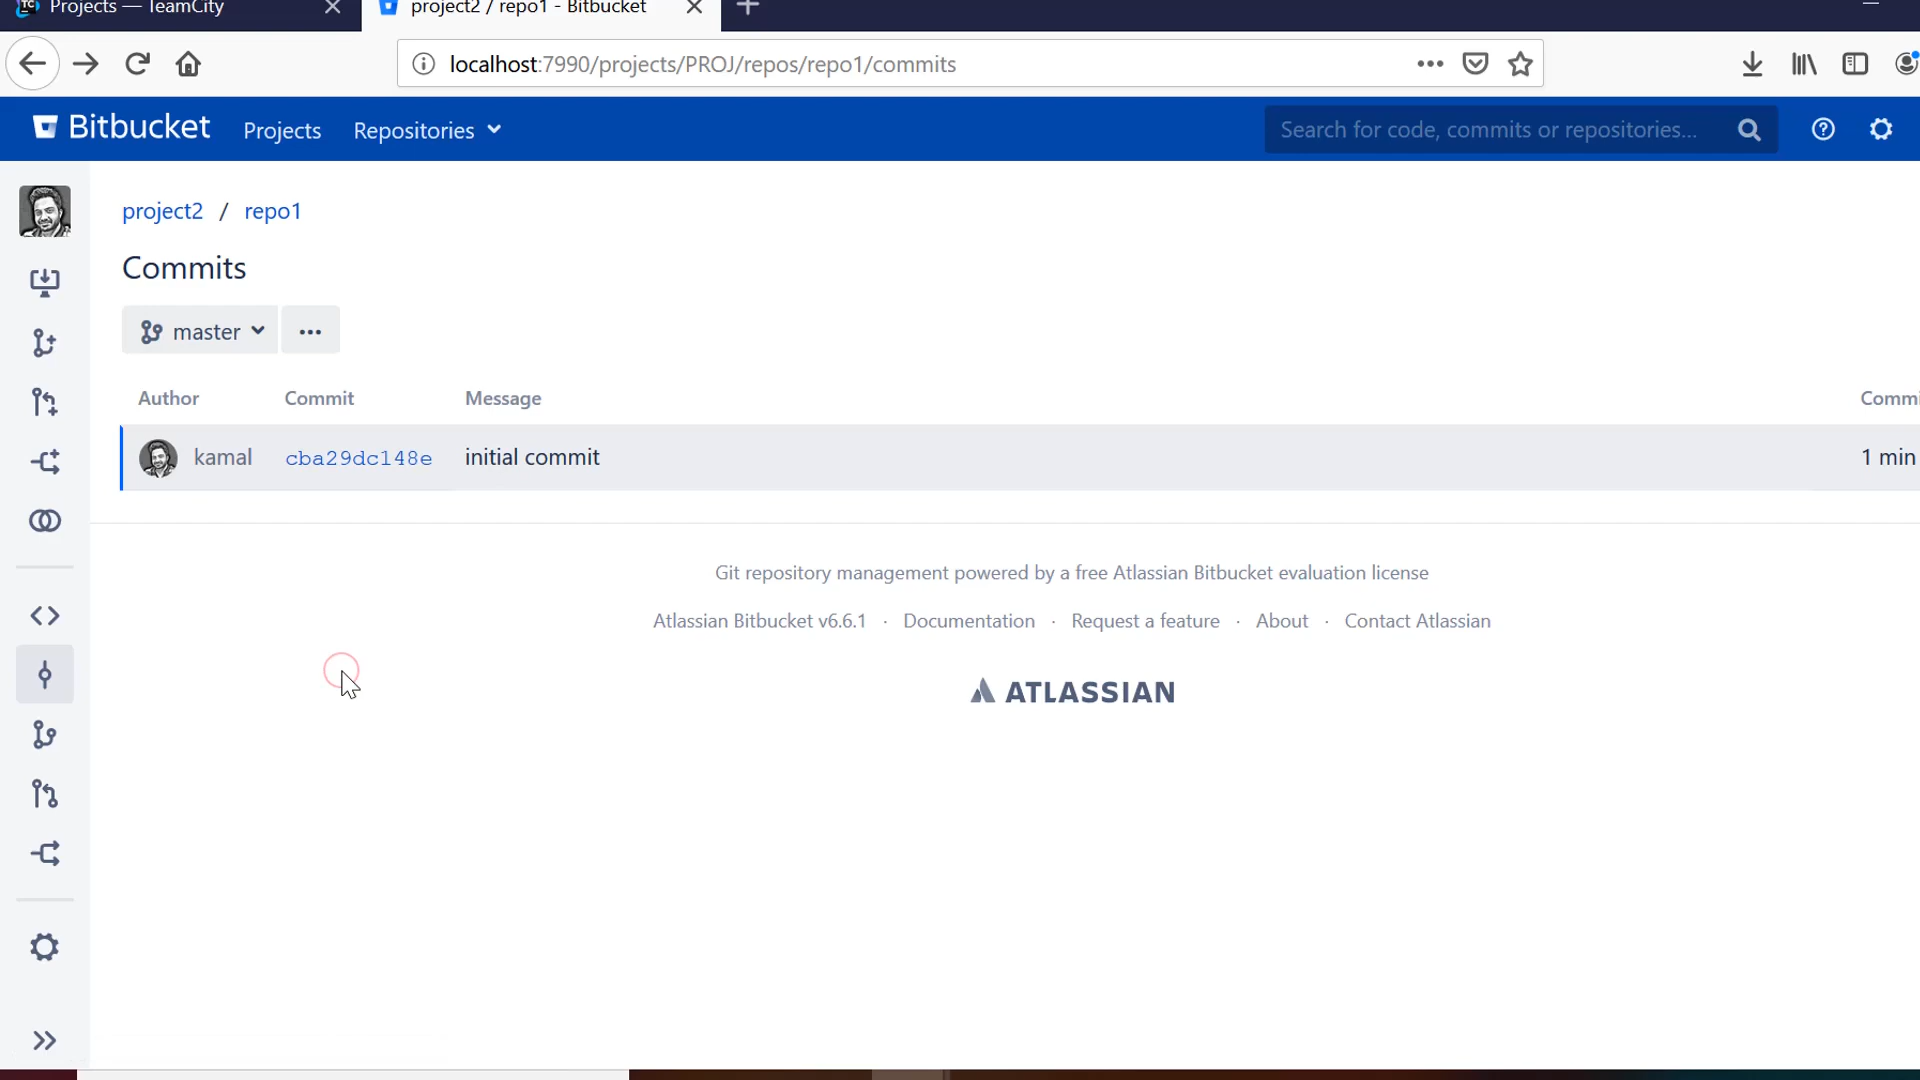 TC Projects — TeamCity
project2 / repo1 - Bitbucket
localhost:7990/projects/PROJ/repos/repo1/commits
Bitbucket Projects Repositories Search for code, commits or repositories...
project2 / repo1
Commits
master
Author Commit Message Commi
kamal cba29dc148e initial commit 1 min
Git repository management powered by a free Atlassian Bitbucket evaluation license
Atlassian Bitbucket v6.6.1 · Documentation · Request a feature · About · Contact Atlassian
ATLASSIAN